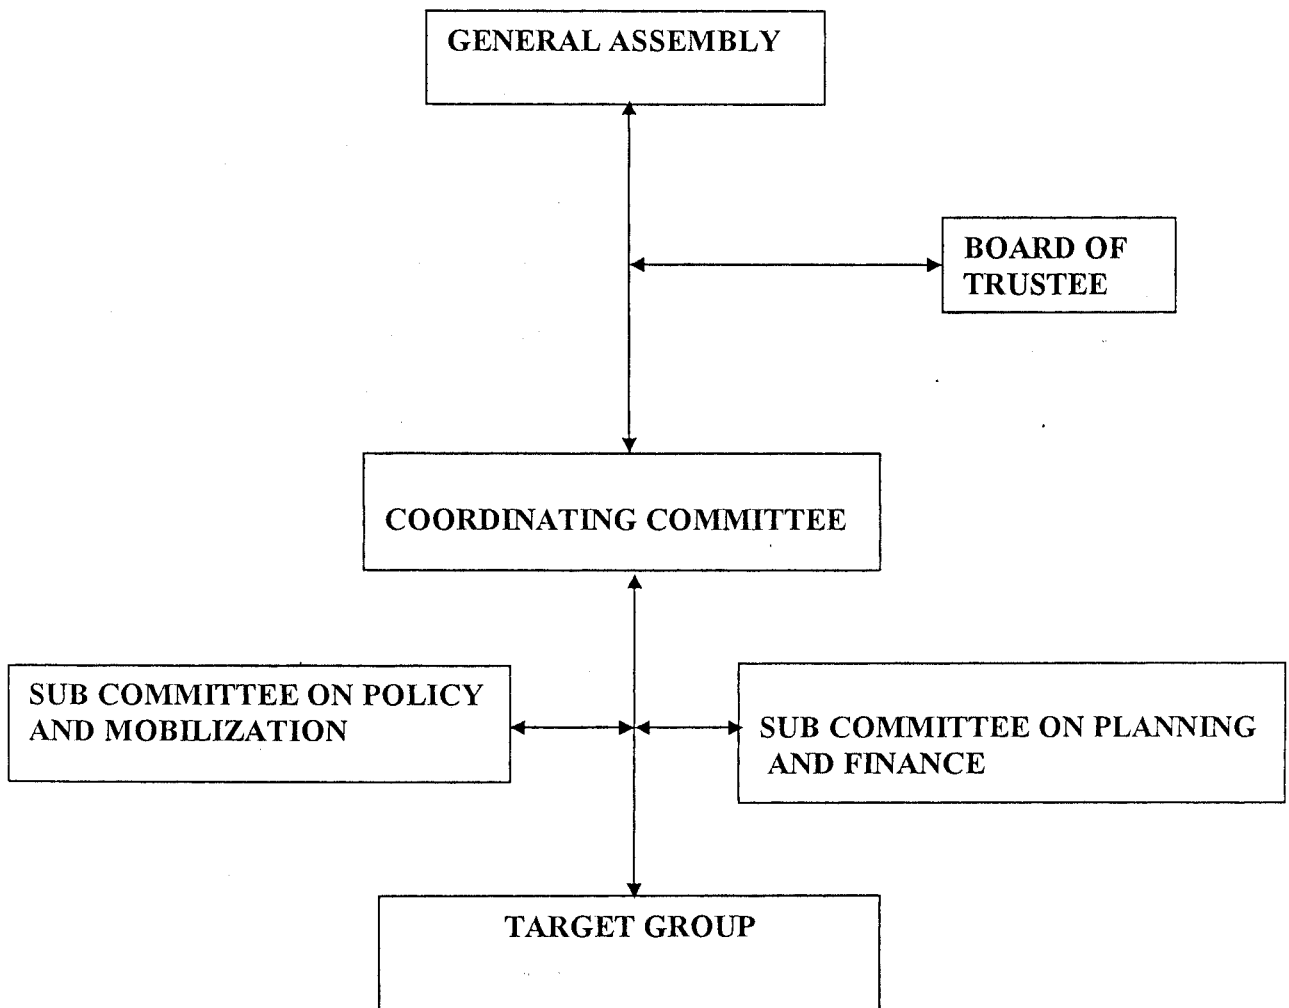 GENERAL ASSEMBLY
BOARD OF
TRUSTEE
COORDINATING COMMITTEE
SUB COMMITTEE ON POLICY
AND MOBILIZATION
SUB COMMITTEE ON PLANNING
AND FINANCE
TARGET GROUP